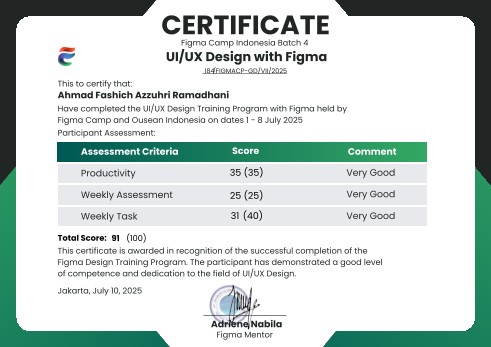 CERTIFICATE
Figma Camp Indonesia Batch 4
UI/UX Design with Figma
184/FIGMACP-GD/VII/2025
This to certify that:
Ahmad Fashich Azzuhri Ramadhani
Have completed the UI/UX Design Training Program with Figma held by
Figma Camp and Ousean Indonesia on dates 1 - 8 July 2025
Participant Assessment:
Assessment Criteria Score Comment
Productivity 35 (35) Very Good
Weekly Assessment 25 (25) Very Good
Weekly Task 31 (40) Very Good
Total Score: 91 (100)
This certificate is awarded in recognition of the successful completion of the
Figma Design Training Program. The participant has demonstrated a good level
of competence and dedication to the field of UI/UX Design.
Jakarta, July 10, 2025
Adriene Nabila
Figma Mentor